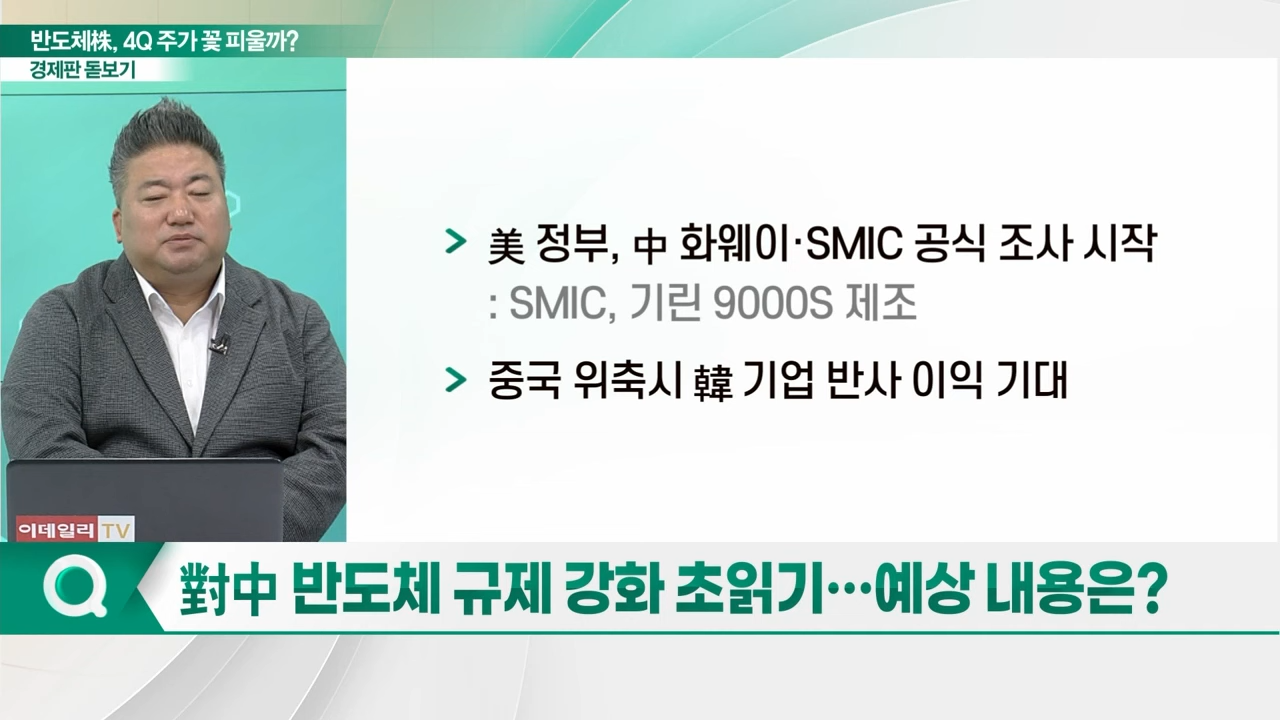 반도체株, 4Q 주가 꽃 피울까?
경제판 돋보기
> 美 정부, 中 화웨이·SMIC 공식 조사 시작
: SMIC, 기린 9000S 제조
> 중국 위축시 韓 기업 반사 이익 기대
이데일리 TV
Q 對中 반도체 규제 강화 초읽기…예상 내용은?